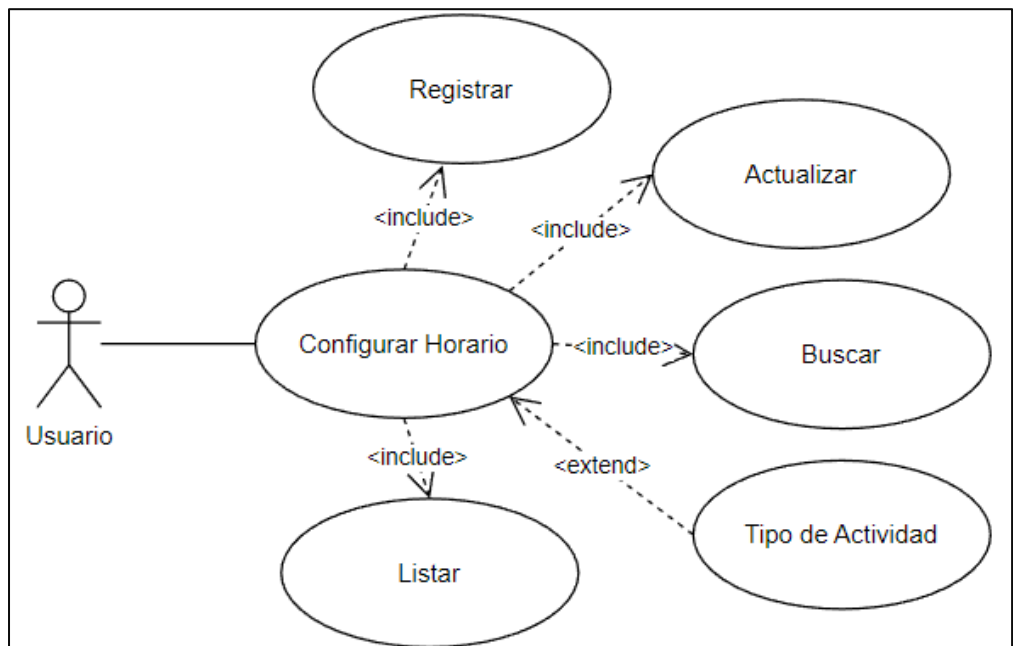 Registrar
Actualizar
<include>
<include>
Configurar Horario
<include>
Buscar
Usuario
<include>
<extend>
Tipo de Actividad
Listar